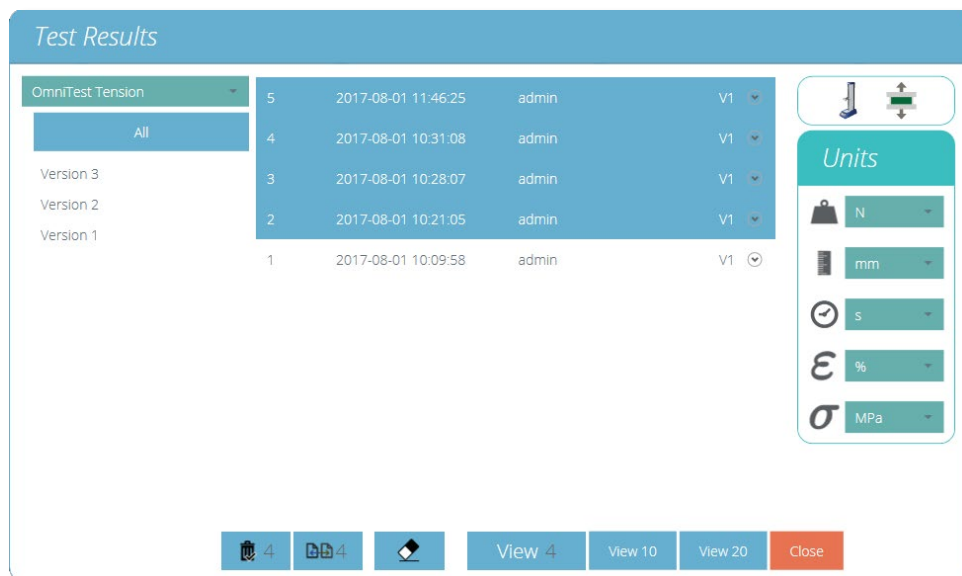 Test Results
OmniTest Tension
All
Version 3
Version 2
Version 1
5 2017-08-01 11:46:25 admin V1
4 2017-08-01 10:31:08 admin V1
3 2017-08-01 10:28:07 admin V1
2 2017-08-01 10:21:05 admin V1
1 2017-08-01 10:09:58 admin V1
Units
N
mm
s
ε %
σ MPa
4 4 View 4 View 10 View 20 Close